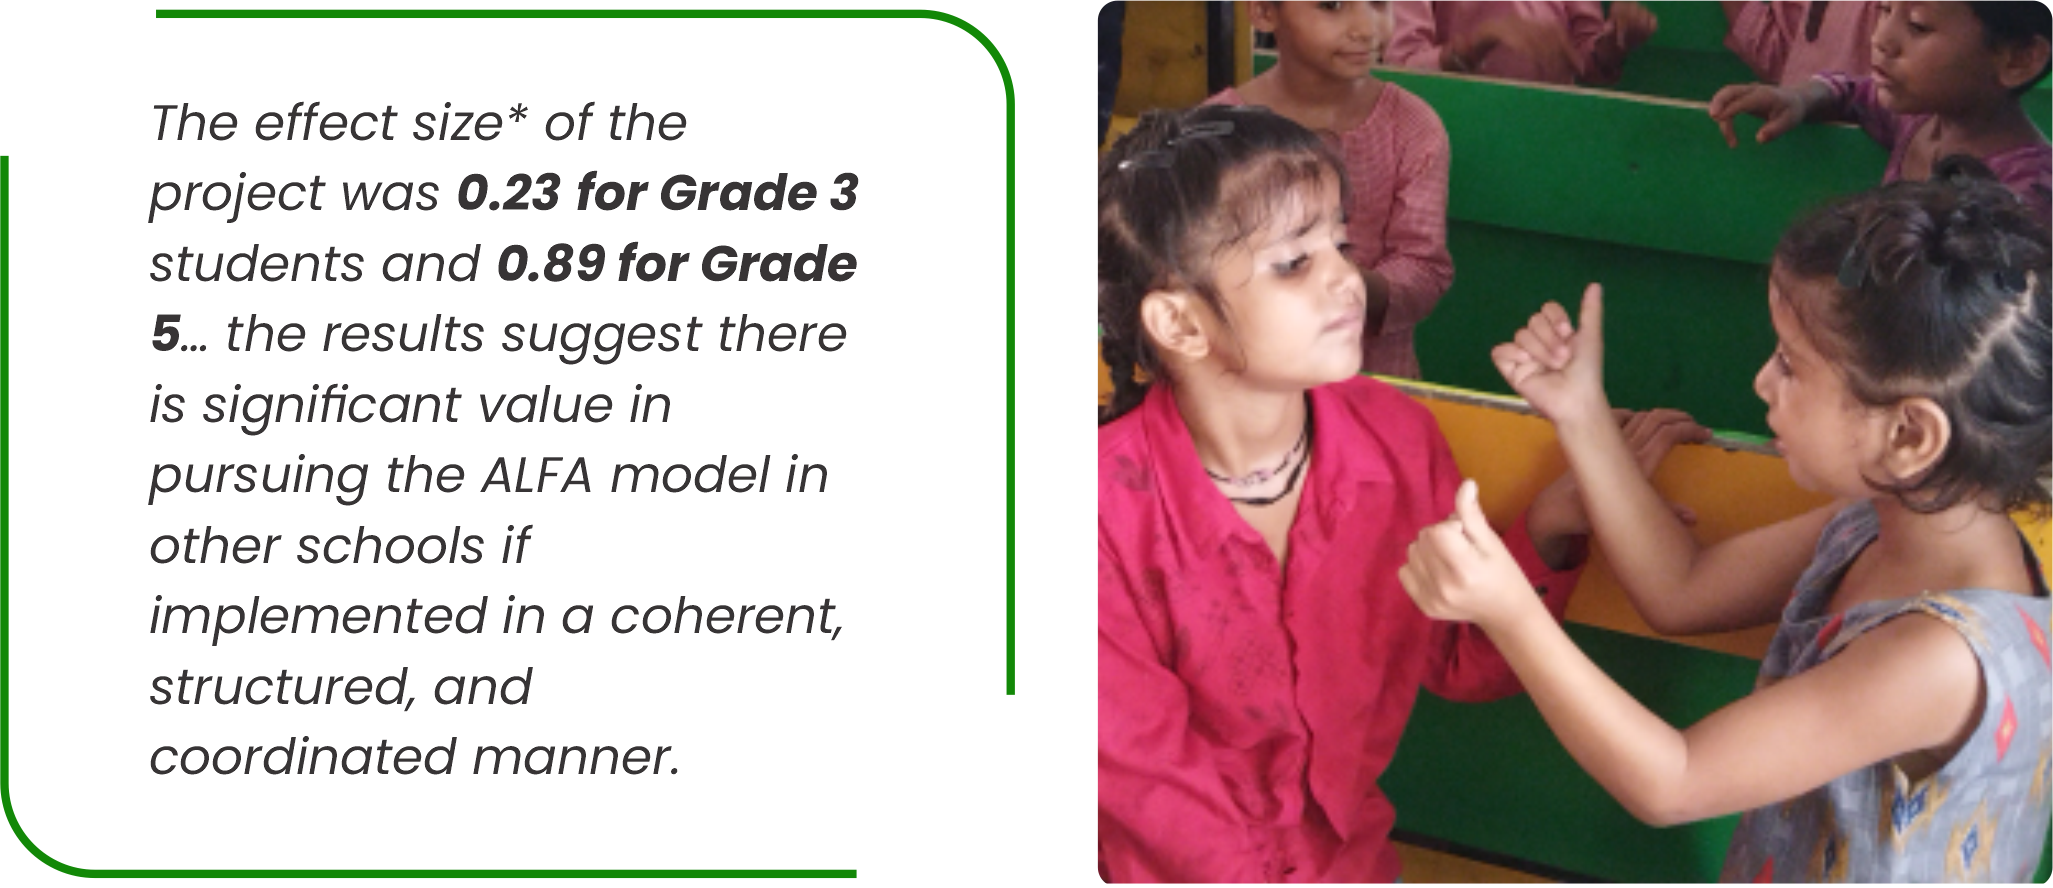 The effect size* of the
project was 0.23 for Grade 3
students and 0.89 for Grade
5... the results suggest there
is significant value in
pursuing the ALFA model in
other schools if
implemented in a coherent,
structured, and
coordinated manner.